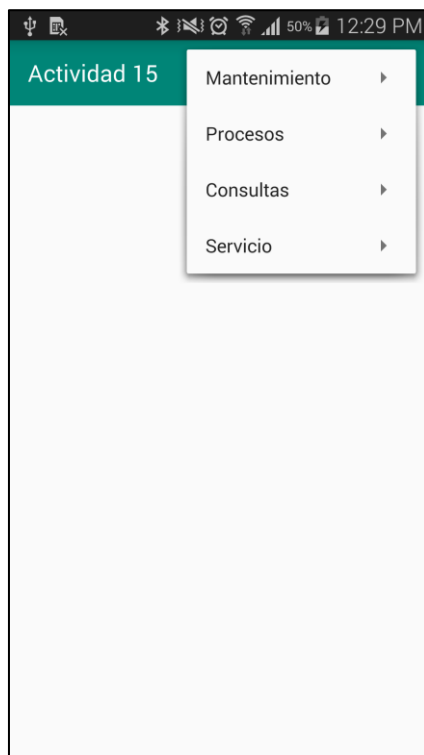 50% 12:29 PM
Actividad 15
Mantenimiento
Procesos
Consultas
Servicio